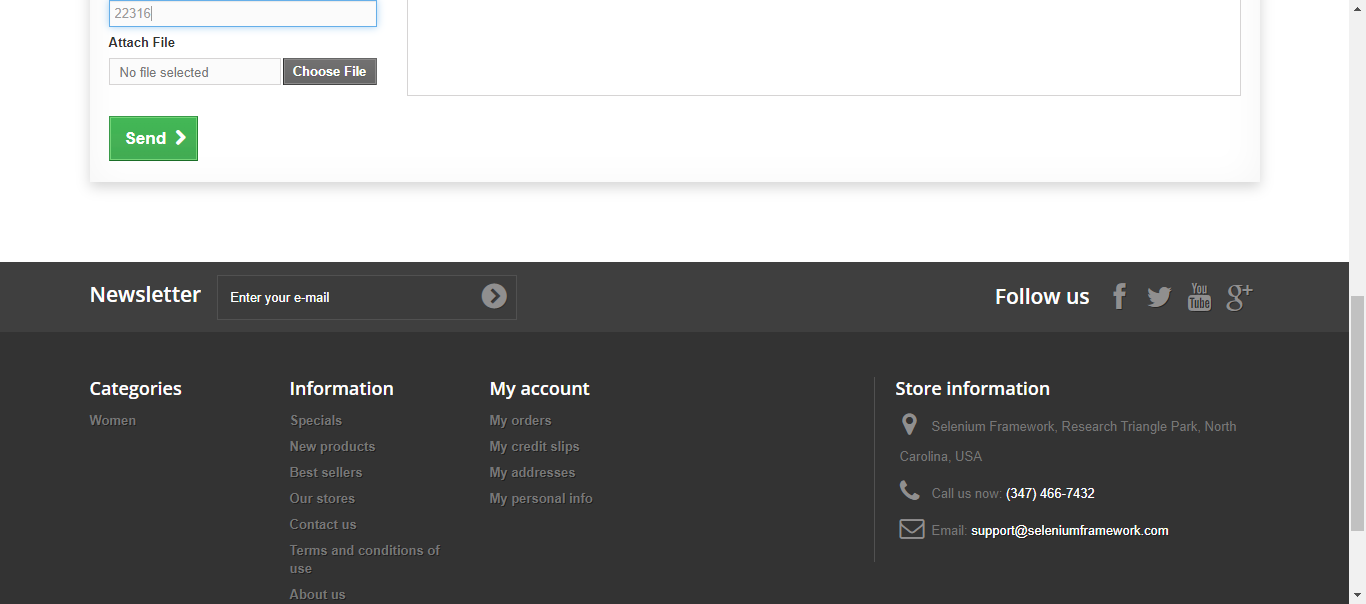 22316
Attach File
No file selected
Choose File
Send
Newsletter
Enter your e-mail
Follow us
You
Tube
g+
Categories
Women
Information
Specials
New products
Best sellers
Our stores
Contact us
Terms and conditions of
use
About us
My account
My orders
My credit slips
My addresses
My personal info
Store information
Selenium Framework, Research Triangle Park, North
Carolina, USA
Call us now: (347) 466-7432
Email: support@seleniumframework.com